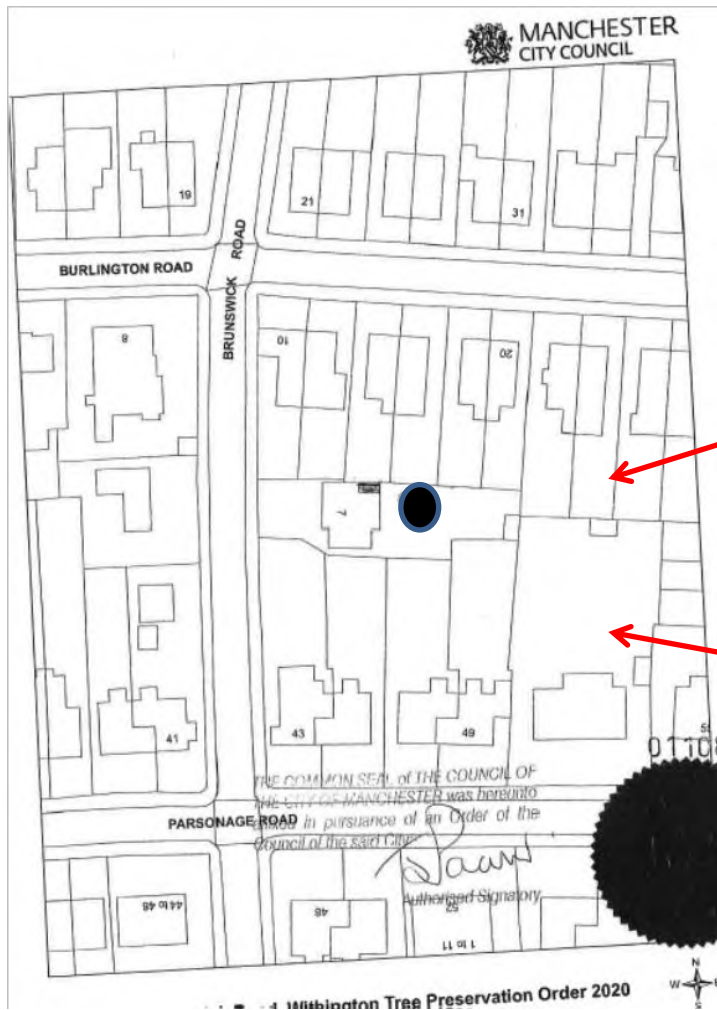 MANCHESTER
CITY COUNCIL
19
21
31
BURLINGTON ROAD
BRUNSWICK ROAD
8
10
20
7
41
43
49
THE COMMON SEAL of THE COUNCIL OF
THE CITY OF MANCHESTER was hereunto
affixed in pursuance of an Order of the
Council of the said City
PARSONAGE ROAD
Authorised Signatory
44 to 48
48
52
1 to 11
N
W E
Withington Tree Preservation Order 2020